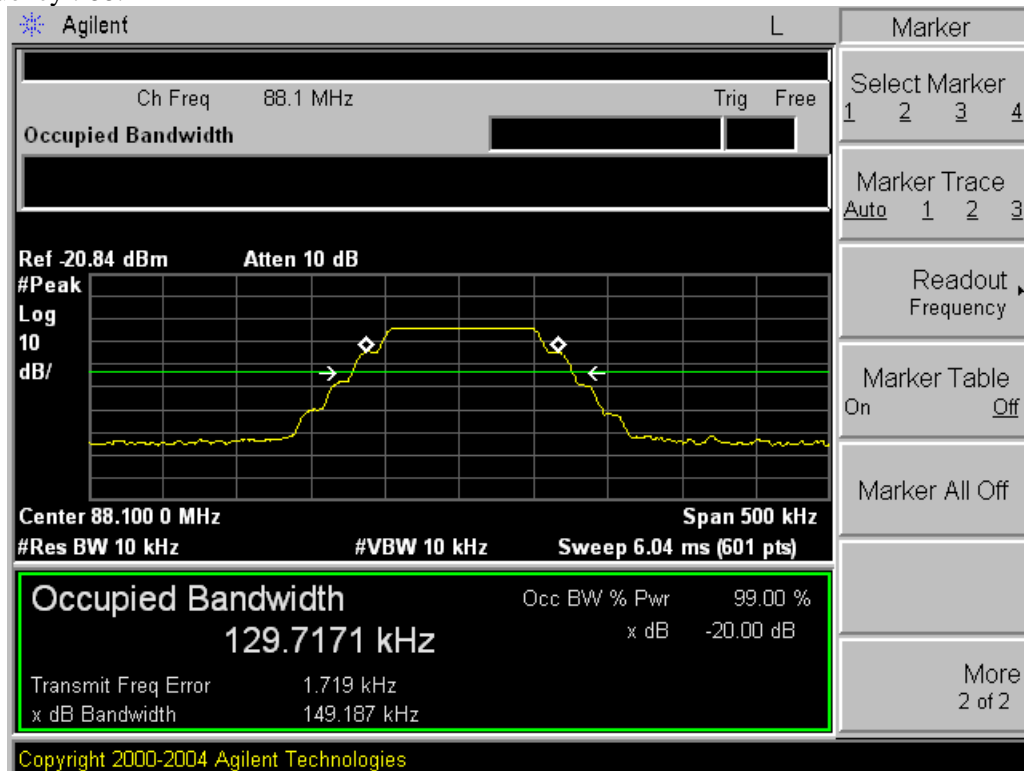 Agilent L Marker
Ch Freq 88.1 MHz Trig Free
Occupied Bandwidth
Select Marker
1 2 3 4
Marker Trace
Auto 1 2 3
Readout
Frequency
Marker Table
On Off
Marker All Off
More
2 of 2
Ref -20.84 dBm Atten 10 dB
#Peak
Log
10
dB/
Center 88.100 0 MHz Span 500 kHz
#Res BW 10 kHz #VBW 10 kHz Sweep 6.04 ms (601 pts)
Occupied Bandwidth Occ BW % Pwr 99.00 %
129.7171 kHz x dB -20.00 dB
Transmit Freq Error 1.719 kHz
x dB Bandwidth 149.187 kHz
Copyright 2000-2004 Agilent Technologies